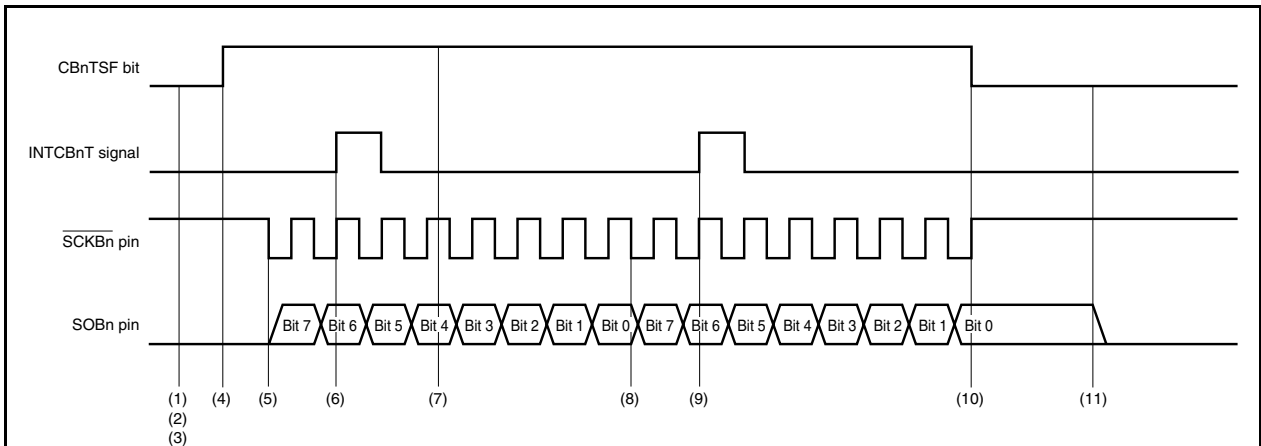 CBnTSF bit
INTCBnT signal
SCKBn pin
SOBn pin
Bit 7 Bit 6 Bit 5 Bit 4 Bit 3 Bit 2 Bit 1 Bit 0 Bit 7 Bit 6 Bit 5 Bit 4 Bit 3 Bit 2 Bit 1 Bit 0
(1) (4) (5) (6) (7) (8) (9) (10) (11)
(2)
(3)